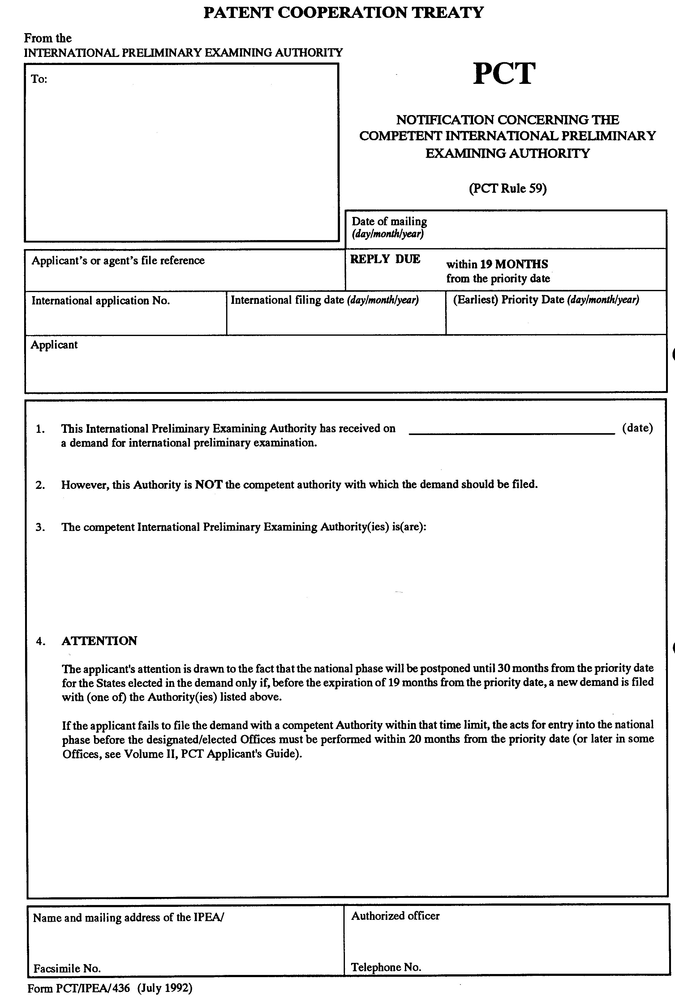 PATENT COOPERATION TREATY
From the
INTERNATIONAL PRELIMINARY EXAMINING AUTHORITY
To:
PCT
NOTIFICATION CONCERNING THE
COMPETENT INTERNATIONAL PRELIMINARY
EXAMINING AUTHORITY
(PCT Rule 59)
Date of mailing
(day/month/year)
Applicant's or agent's file reference
REPLY DUE
within 19 MONTHS
from the priority date
International application No.
International filing date (day/month/year)
(Earliest) Priority Date (day/month/year)
Applicant
1. This International Preliminary Examining Authority has received on (date)
a demand for international preliminary examination.
2. However, this Authority is NOT the competent authority with which the demand should be filed.
3. The competent International Preliminary Examining Authority(ies) is(are):
4. ATTENTION
The applicant's attention is drawn to the fact that the national phase will be postponed until 30 months from the priority date
for the States elected in the demand only if, before the expiration of 19 months from the priority date, a new demand is filed
with (one of) the Authority(ies) listed above.
If the applicant fails to file the demand with a competent Authority within that time limit, the acts for entry into the national
phase before the designated/elected Offices must be performed within 20 months from the priority date (or later in some
Offices, see Volume II, PCT Applicant's Guide).
Name and mailing address of the IPEA/
Authorized officer
Facsimile No.
Telephone No.
Form PCT/IPEA/436 (July 1992)